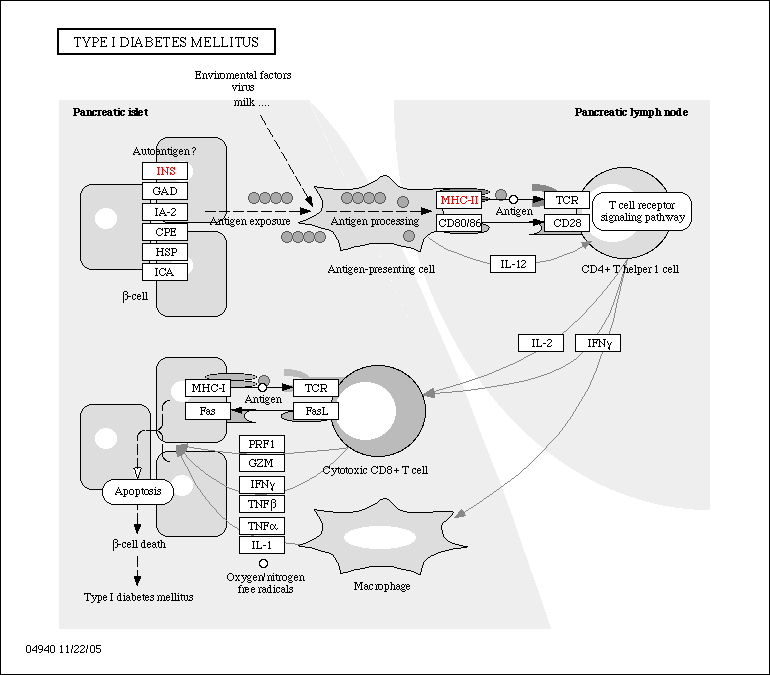 TYPE I DIABETES MELLITUS
Enviromental factors
virus
milk ....
Pancreatic islet
Pancreatic lymph node
Autoantigen ?
INS
GAD
IA-2
CPE
HSP
ICA
β-cell
Antigen exposure
Antigen processing
MHC-II
CD80/86
Antigen
TCR
CD28
T cell receptor
signaling pathway
Antigen-presenting cell
IL-12
CD4+ T helper 1 cell
IL-2
IFNγ
MHC-I
Fas
Antigen
TCR
FasL
PRF1
GZM
IFNγ
TNFβ
TNFα
IL-1
Cytotoxic CD8+ T cell
Apoptosis
β-cell death
Type I diabetes mellitus
Oxygen/nitrogen
free radicals
Macrophage
04940 11/22/05